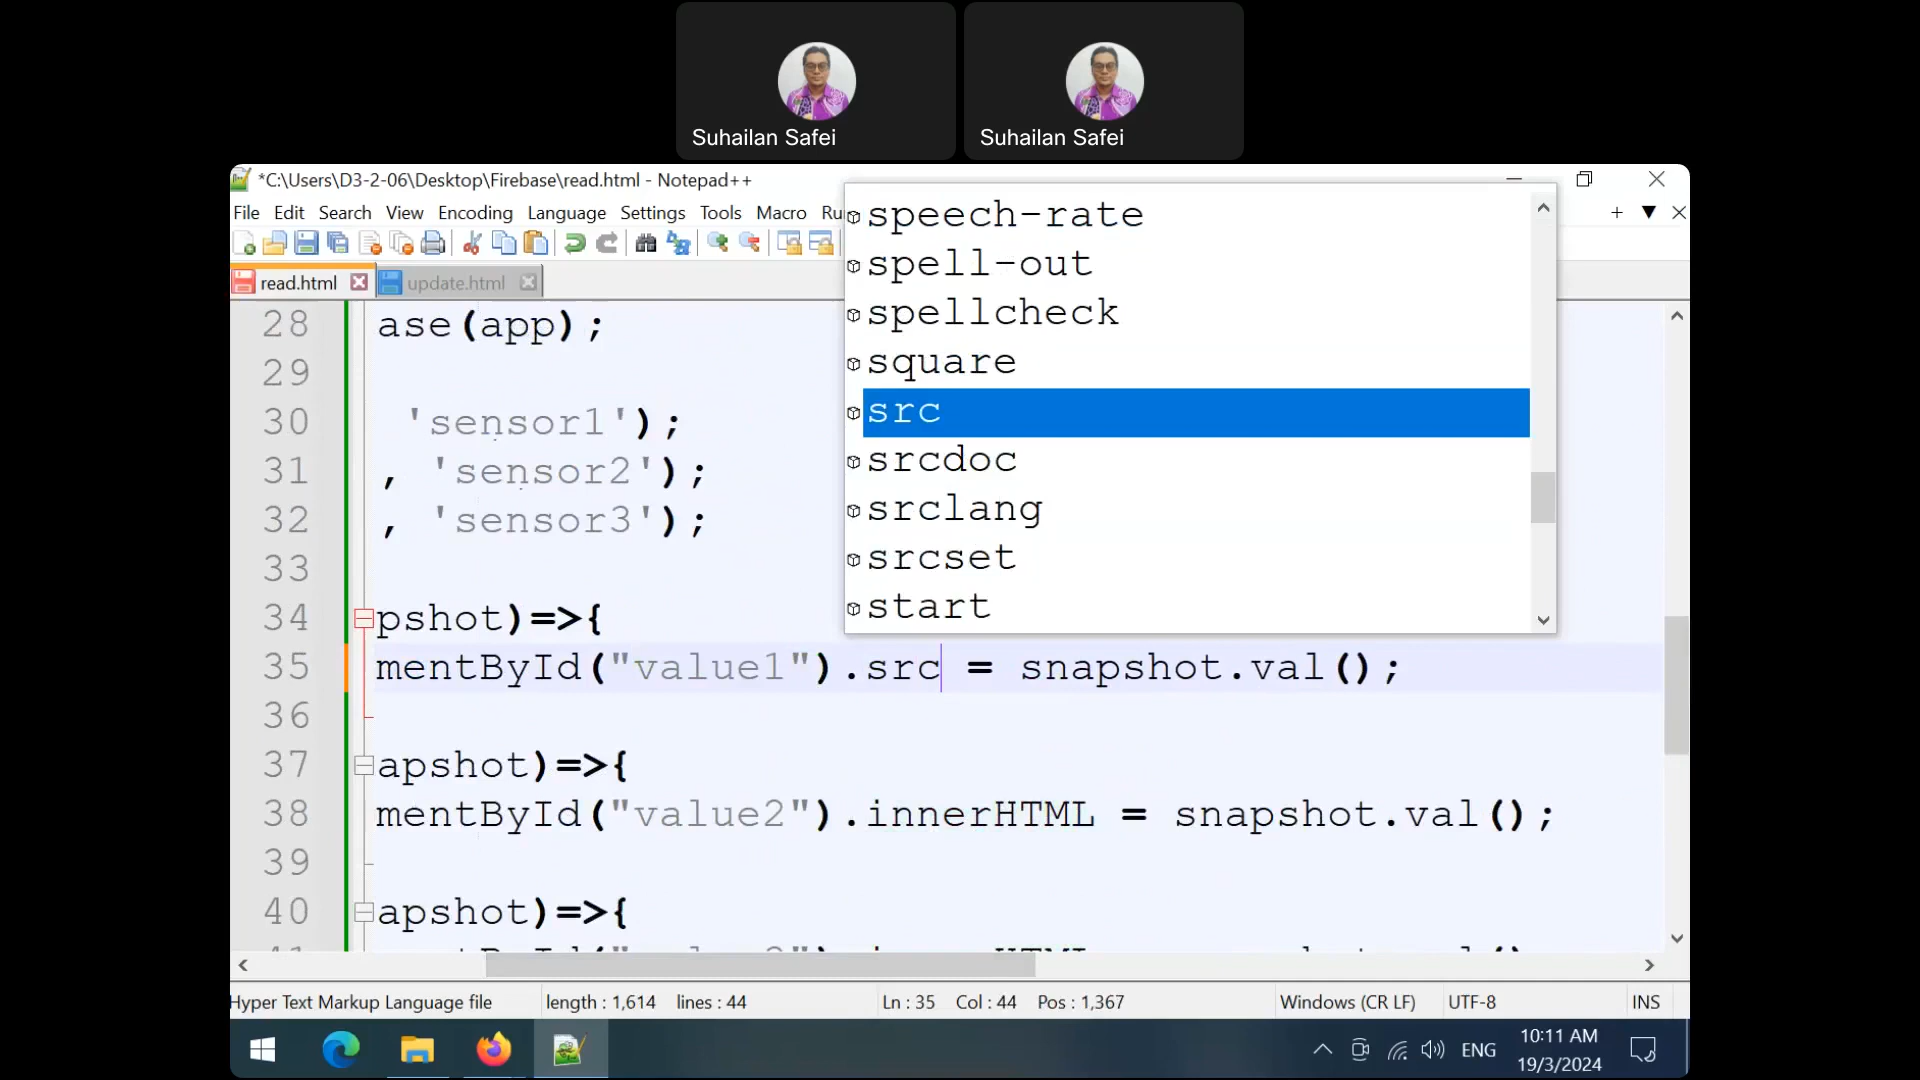 Suhailan Safei
Suhailan Safei
*C:\Users\D3-2-06\Desktop\Firebase\read.html - Notepad++
File Edit Search View Encoding Language Settings Tools Macro Ru
read.html
update.html
speech-rate
spell-out
spellcheck
square
src
srcdoc
srclang
srcset
start
28 ase(app);
29
30 'sensor1');
31 , 'sensor2');
32 , 'sensor3');
33
34 pshot)=>{
35 mentById("value1").src = snapshot.val();
36
37 apshot)=>{
38 mentById("value2").innerHTML = snapshot.val();
39
40 apshot)=>{
Hyper Text Markup Language file length : 1,614 lines : 44 Ln : 35 Col : 44 Pos : 1,367 Windows (CR LF) UTF-8 INS
ENG
10:11 AM
19/3/2024